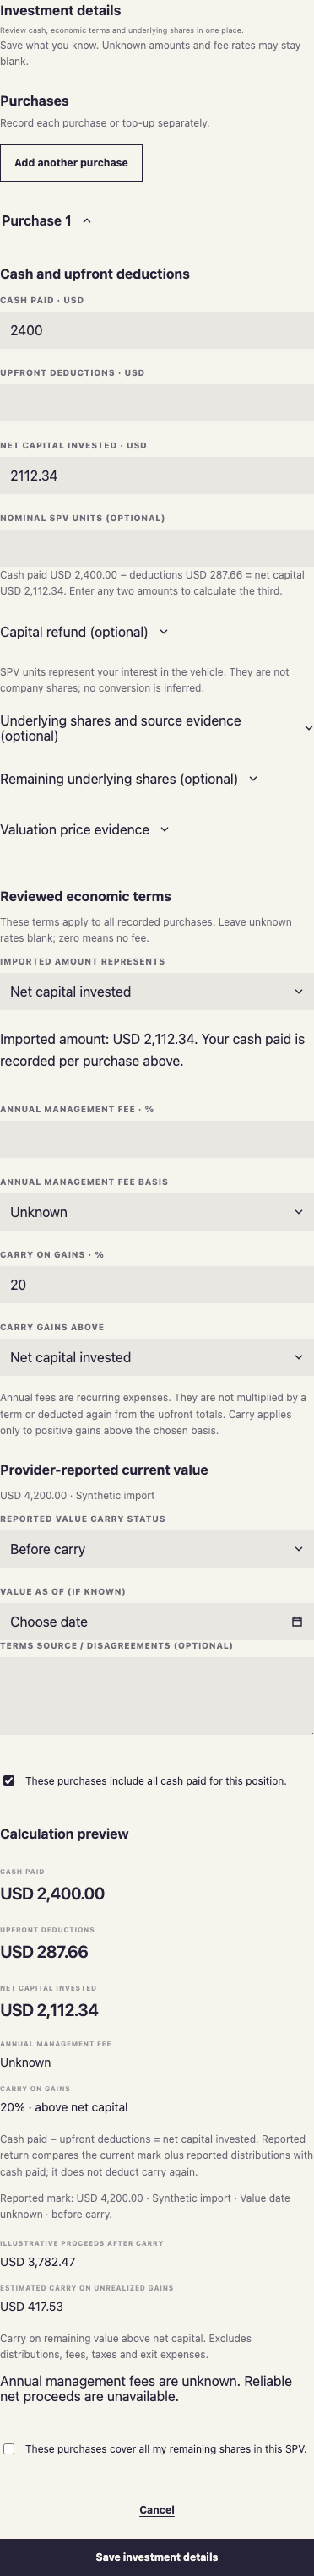 Investment details
Review cash, economic terms and underlying shares in one place.
Save what you know. Unknown amounts and fee rates may stay
blank.
Purchases
Record each purchase or top-up separately.
Add another purchase
Purchase 1
Cash and upfront deductions
CASH PAID · USD
2400
UPFRONT DEDUCTIONS · USD
NET CAPITAL INVESTED · USD
2112.34
NOMINAL SPV UNITS (OPTIONAL)
Cash paid USD 2,400.00 − deductions USD 287.66 = net capital
USD 2,112.34. Enter any two amounts to calculate the third.
Capital refund (optional)
SPV units represent your interest in the vehicle. They are not
company shares; no conversion is inferred.
Underlying shares and source evidence
(optional)
Remaining underlying shares (optional)
Valuation price evidence
Reviewed economic terms
These terms apply to all recorded purchases. Leave unknown
rates blank; zero means no fee.
IMPORTED AMOUNT REPRESENTS
Net capital invested
Imported amount: USD 2,112.34. Your cash paid is
recorded per purchase above.
ANNUAL MANAGEMENT FEE · %
ANNUAL MANAGEMENT FEE BASIS
Unknown
CARRY ON GAINS · %
20
CARRY GAINS ABOVE
Net capital invested
Annual fees are recurring expenses. They are not multiplied by a
term or deducted again from the upfront totals. Carry applies
only to positive gains above the chosen basis.
Provider-reported current value
USD 4,200.00 · Synthetic import
REPORTED VALUE CARRY STATUS
Before carry
VALUE AS OF (IF KNOWN)
Choose date
TERMS SOURCE / DISAGREEMENTS (OPTIONAL)
These purchases include all cash paid for this position.
Calculation preview
CASH PAID
USD 2,400.00
UPFRONT DEDUCTIONS
USD 287.66
NET CAPITAL INVESTED
USD 2,112.34
ANNUAL MANAGEMENT FEE
Unknown
CARRY ON GAINS
20% · above net capital
Cash paid − upfront deductions = net capital invested. Reported
return compares the current mark plus reported distributions with
cash paid; it does not deduct carry again.
Reported mark: USD 4,200.00 · Synthetic import · Value date
unknown · before carry.
ILLUSTRATIVE PROCEEDS AFTER CARRY
USD 3,782.47
ESTIMATED CARRY ON UNREALIZED GAINS
USD 417.53
Carry on remaining value above net capital. Excludes
distributions, fees, taxes and exit expenses.
Annual management fees are unknown. Reliable
net proceeds are unavailable.
These purchases cover all my remaining shares in this SPV.
Cancel
Save investment details